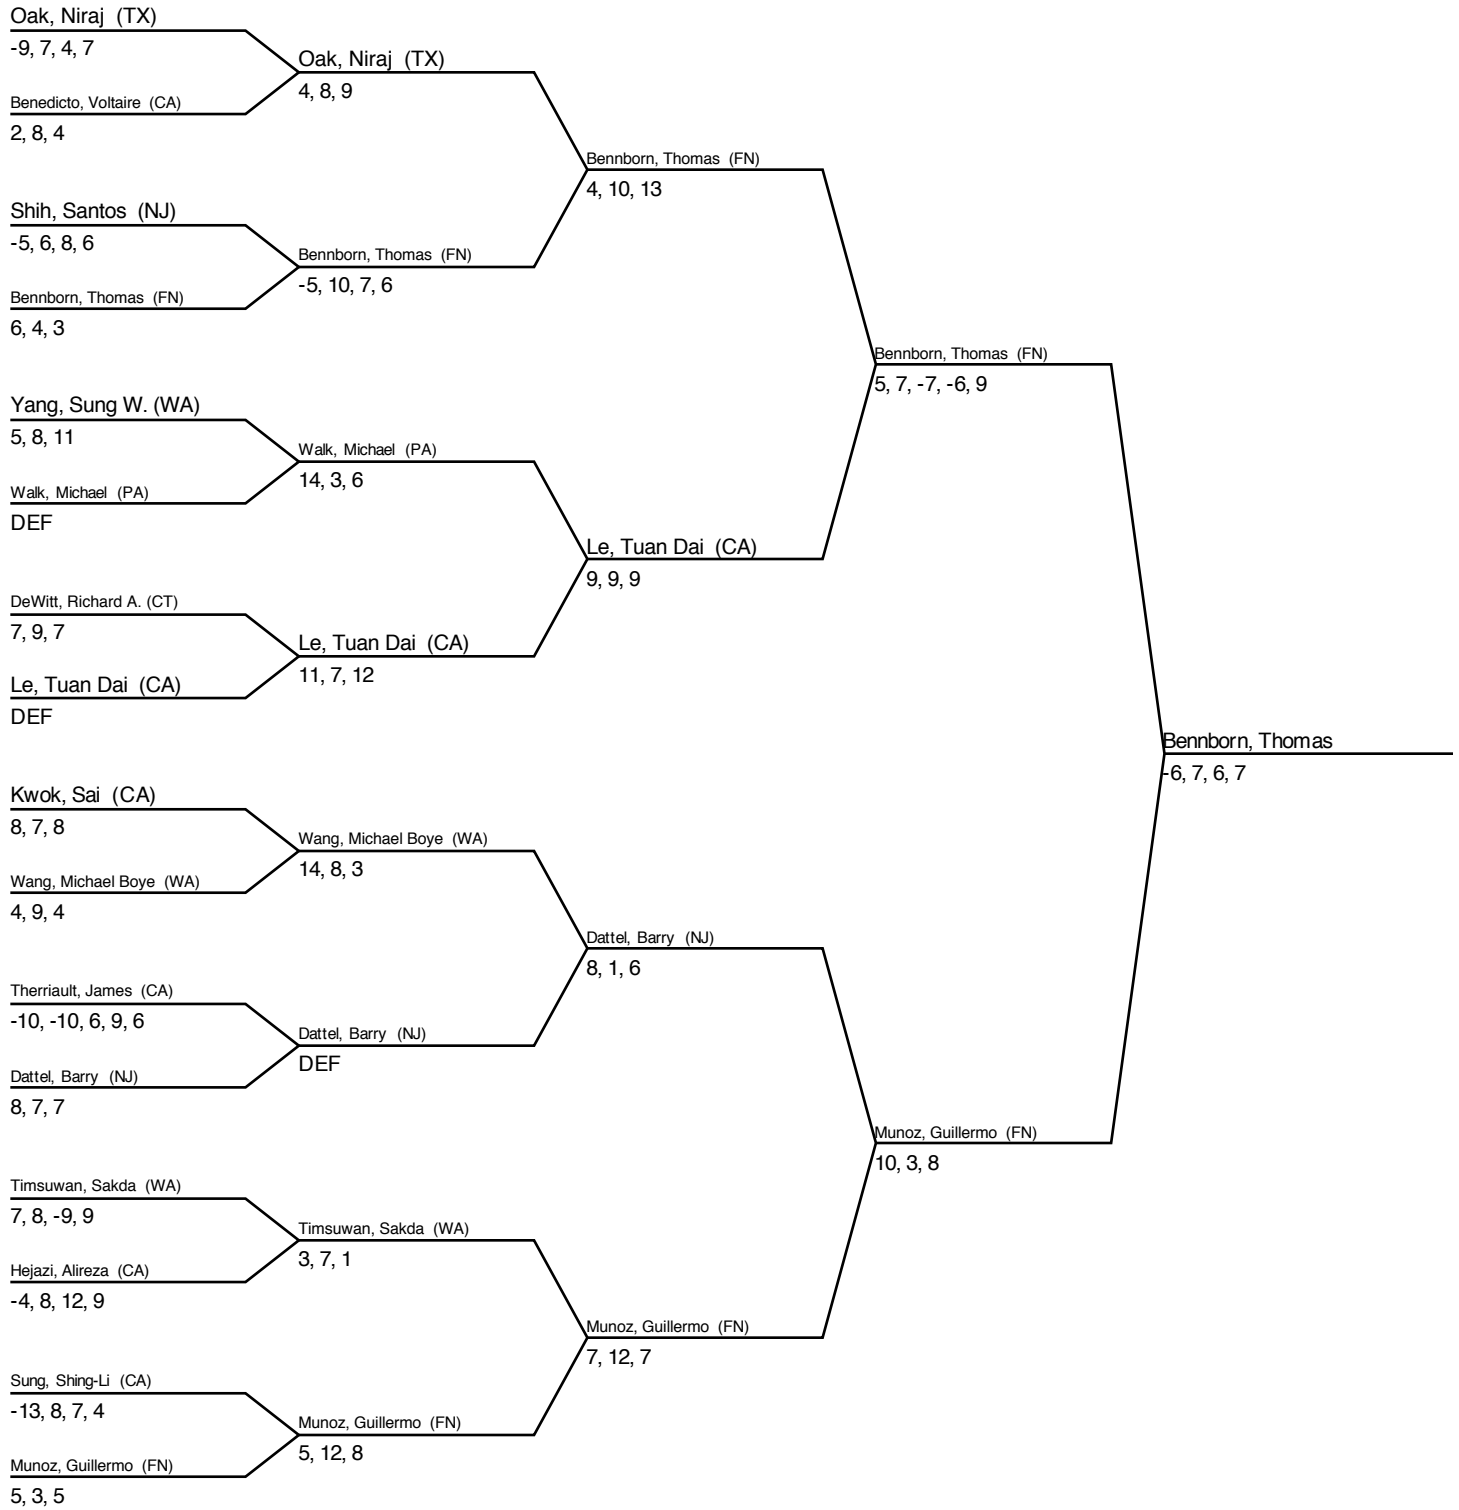 Oak, Niraj (TX)
-9, 7, 4, 7
Oak, Niraj (TX)
4, 8, 9
Benedicto, Voltaire (CA)
2, 8, 4
Bennborn, Thomas (FN)
4, 10, 13
Shih, Santos (NJ)
-5, 6, 8, 6
Bennborn, Thomas (FN)
-5, 10, 7, 6
Bennborn, Thomas (FN)
6, 4, 3
Bennborn, Thomas (FN)
5, 7, -7, -6, 9
Yang, Sung W. (WA)
5, 8, 11
Walk, Michael (PA)
14, 3, 6
Walk, Michael (PA)
DEF
Le, Tuan Dai (CA)
9, 9, 9
DeWitt, Richard A. (CT)
7, 9, 7
Le, Tuan Dai (CA)
11, 7, 12
Le, Tuan Dai (CA)
DEF
Bennborn, Thomas
-6, 7, 6, 7
Kwok, Sai (CA)
8, 7, 8
Wang, Michael Boye (WA)
14, 8, 3
Wang, Michael Boye (WA)
4, 9, 4
Dattel, Barry (NJ)
8, 1, 6
Therriault, James (CA)
-10, -10, 6, 9, 6
Dattel, Barry (NJ)
DEF
Dattel, Barry (NJ)
8, 7, 7
Munoz, Guillermo (FN)
10, 3, 8
Timsuwan, Sakda (WA)
7, 8, -9, 9
Timsuwan, Sakda (WA)
3, 7, 1
Hejazi, Alireza (CA)
-4, 8, 12, 9
Munoz, Guillermo (FN)
7, 12, 7
Sung, Shing-Li (CA)
-13, 8, 7, 4
Munoz, Guillermo (FN)
5, 12, 8
Munoz, Guillermo (FN)
5, 3, 5